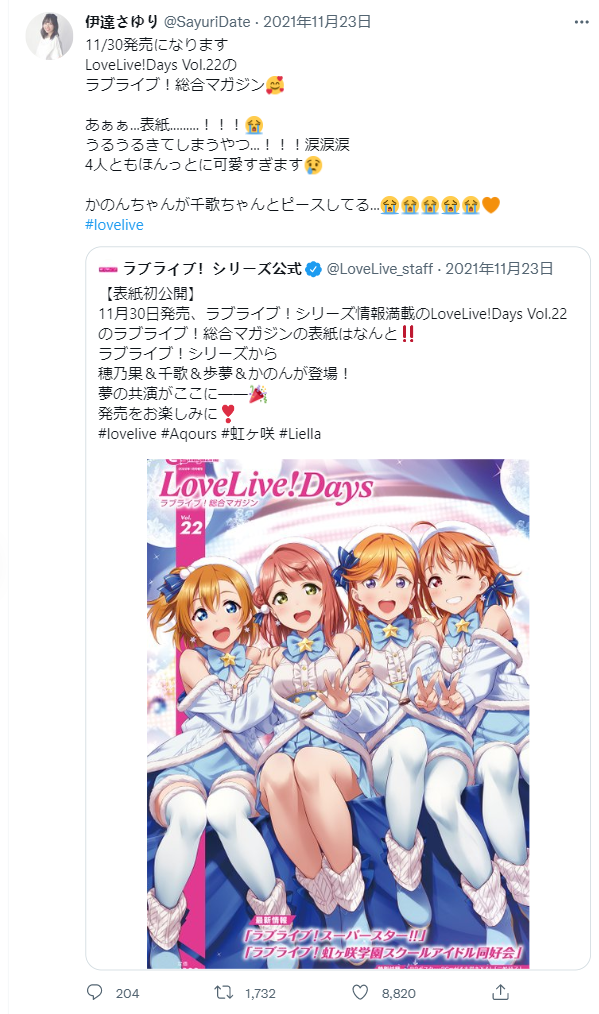 伊達さゆり @SayuriDate · 2021年11月23日
11/30発売になります
LoveLive!Days Vol.22の
ラブライブ！総合マガジン🥰
あぁぁ...表紙.........！！！😭
うるうるきてしまうやつ...！！！涙涙涙
4人ともほんっとに可愛すぎます😢
かのんちゃんが千歌ちゃんとピースしてる...😭😭😭😭😭🧡
#lovelive
ラブライブ！シリーズ公式 @LoveLive_staff · 2021年11月23日
【表紙初公開】
11月30日発売、ラブライブ！シリーズ情報満載のLoveLive!Days Vol.22
のラブライブ！総合マガジンの表紙はなんと‼️
ラブライブ！シリーズから
穂乃果＆千歌＆歩夢＆かのんが登場！
夢の共演がここに——🎉
発売をお楽しみに❣️
#lovelive #Aqours #虹ヶ咲 #Liella
LoveLive!Days
ラブライブ！総合マガジン
Vol.
22
最新情報
「ラブライブ！スーパースター!!」
「ラブライブ！虹ヶ咲学園スクールアイドル同好会」
204
1,732
8,820